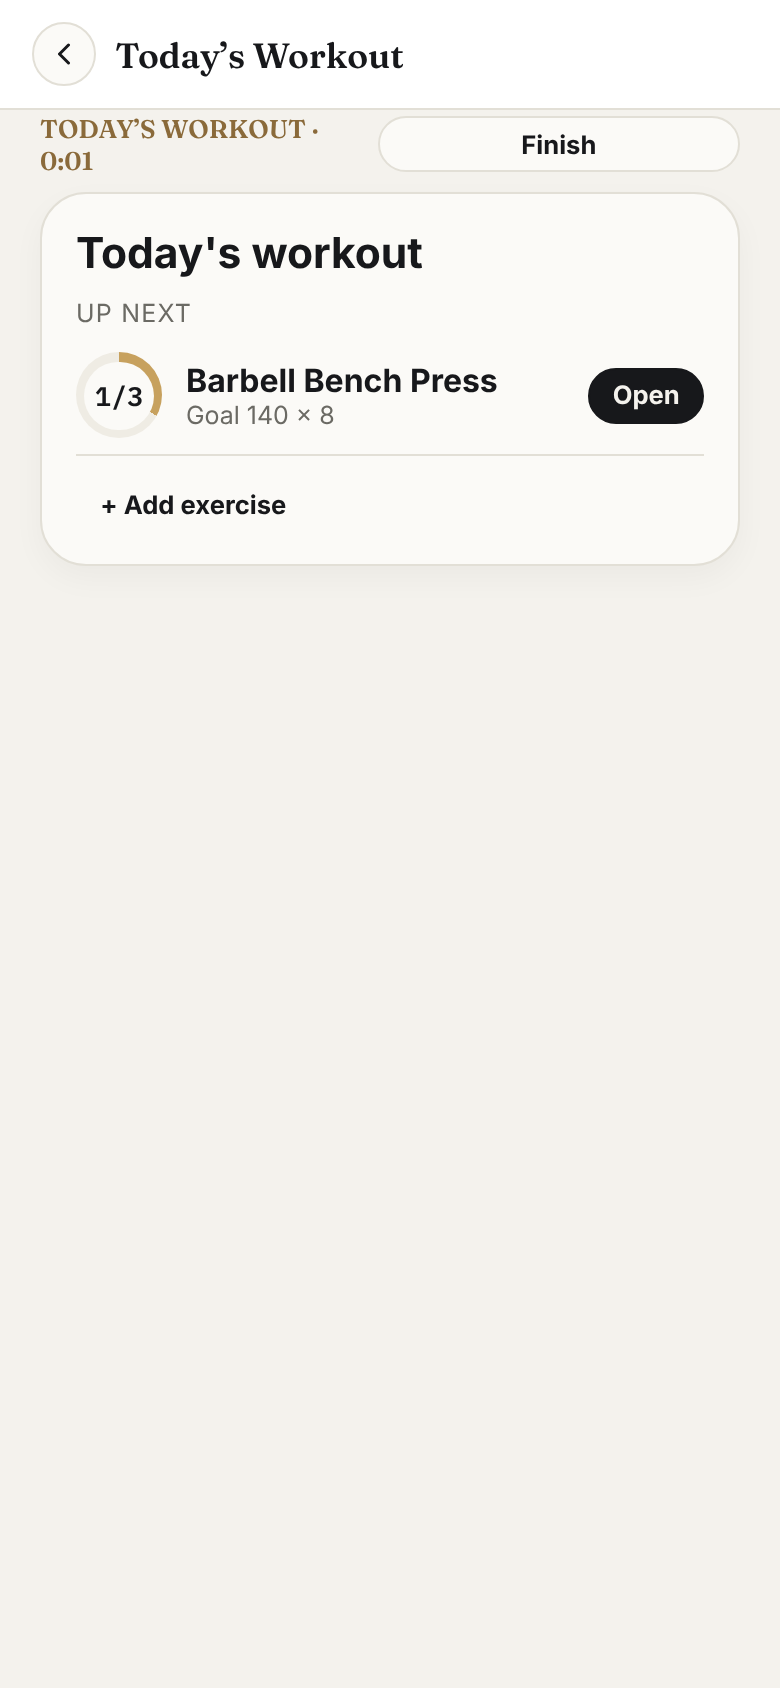 Today’s Workout
TODAY’S WORKOUT ·
0:01
Finish
Today's workout
UP NEXT
1/3
Barbell Bench Press
Goal 140 × 8
Open
+ Add exercise